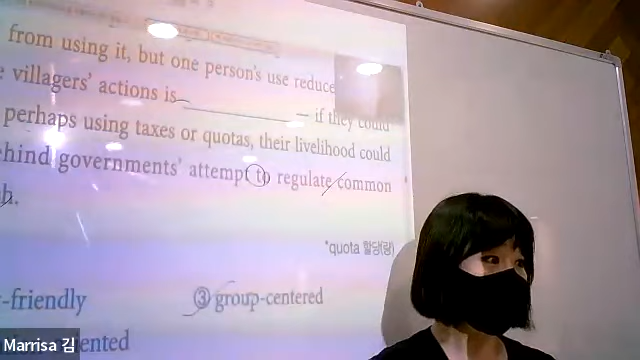 from using it, but one person's use reduce
villagers' actions is ____________ — if they could
perhaps using taxes or quotas, their livelihood could
hind governments' attempt to regulate common
*quota 할당(량)
-friendly
③ group-centered
ented
Marrisa 김